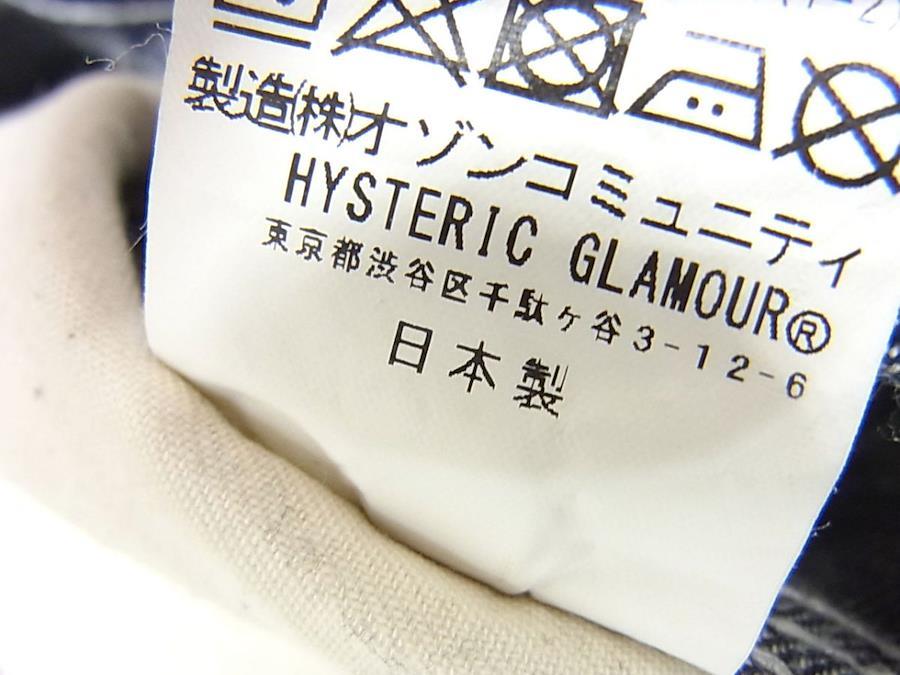 製造(株)オゾンコミュニティ
HYSTERIC GLAMOUR®
東京都渋谷区千駄ヶ谷3-12-6
日本製